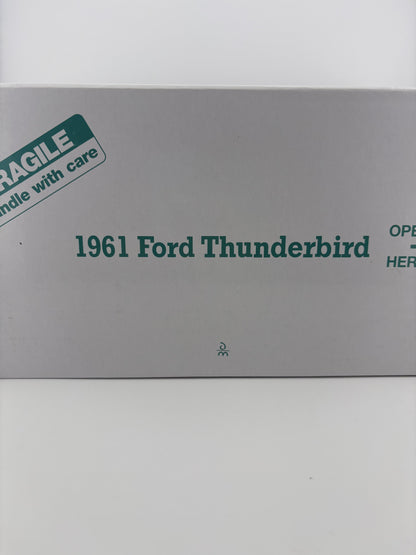 RAGILE
ndle with care
1961 Ford Thunderbird
OPE
HER